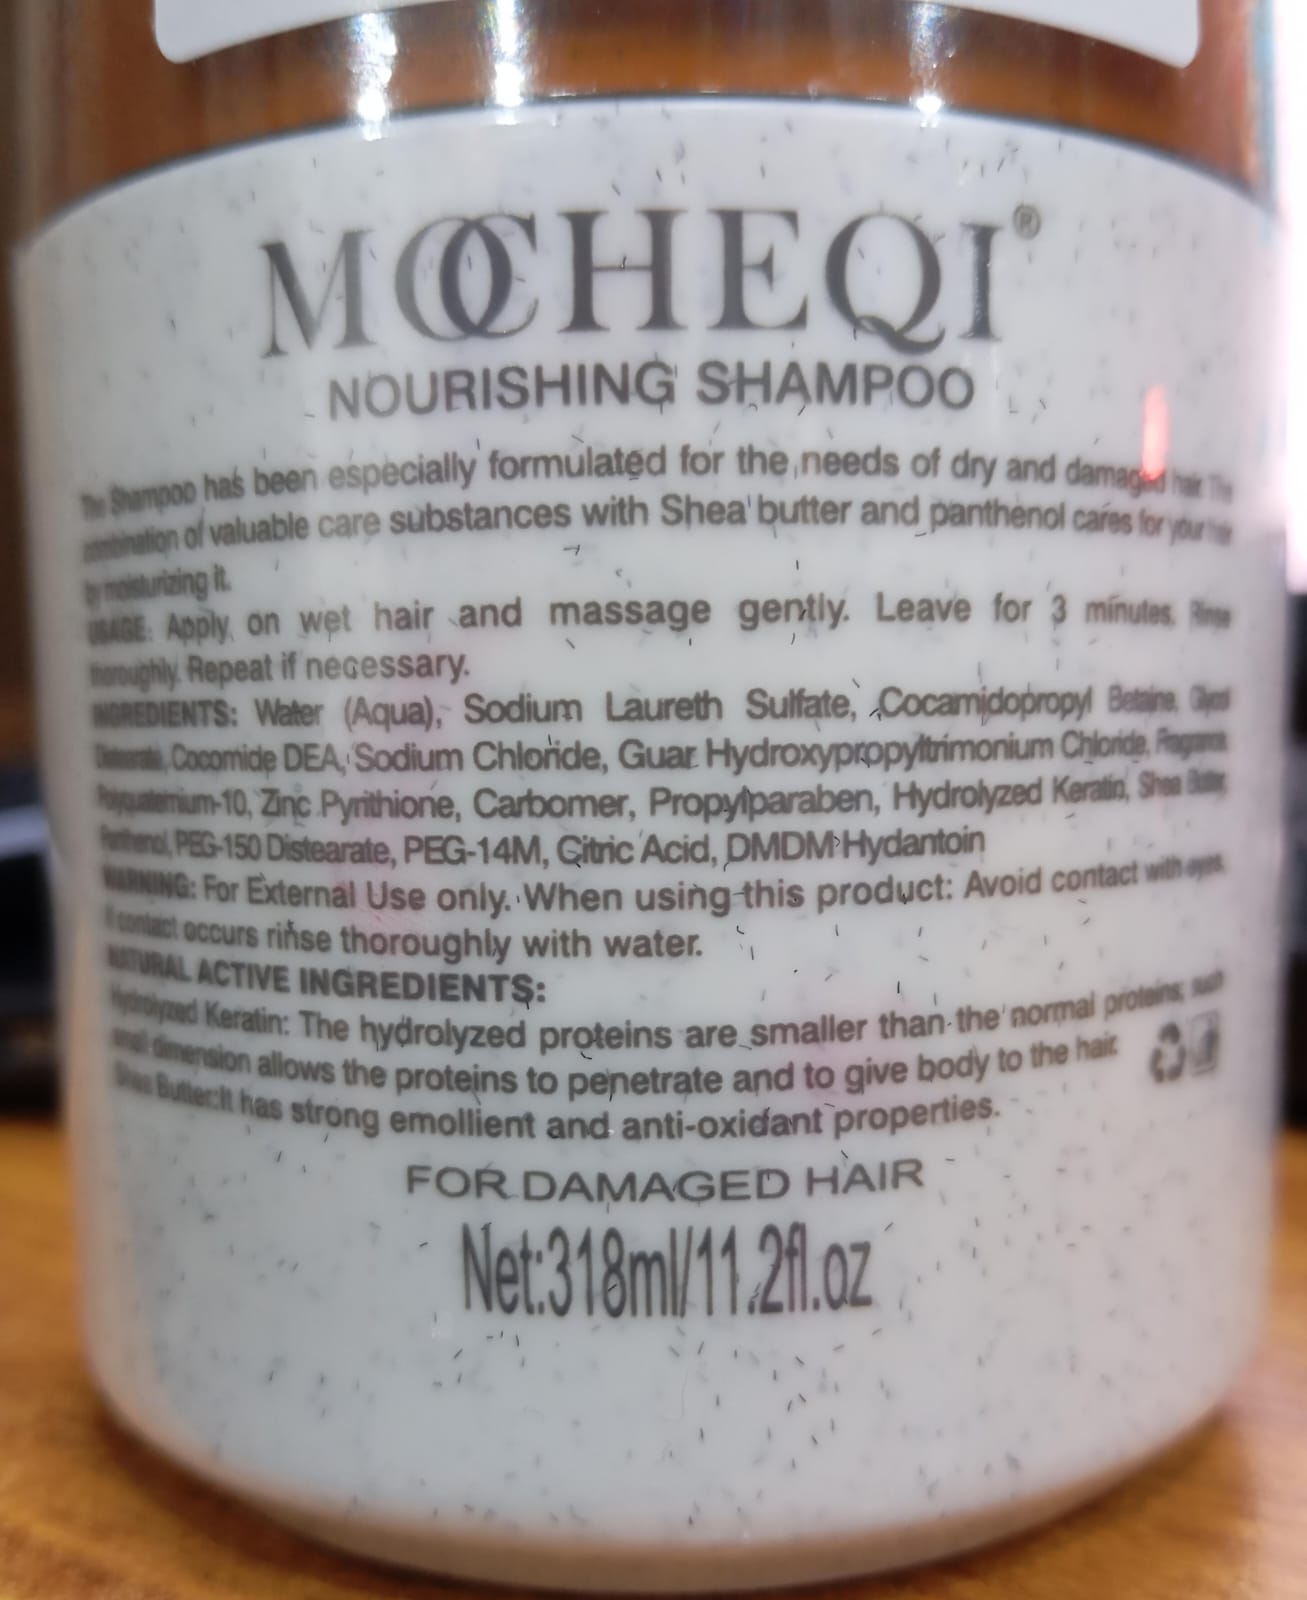 MOCHEQI®
NOURISHING SHAMPOO
The Shampoo has been especially formulated for the needs of dry and damaged hair The
combination of valuable care substances with Shea butter and panthenol cares for your hair
by moisturizing it.
USAGE: Apply on wet hair and massage gently. Leave for 3 minutes. Rinse
thoroughly. Repeat if necessary.
INGREDIENTS: Water (Aqua), Sodium Laureth Sulfate, Cocamidopropyl Betaine, Glycol
Distearate, Cocomide DEA, Sodium Chloride, Guar Hydroxypropyltrimonium Chloride, Fragrance,
Polyquaternium-10, Zinc Pyrithione, Carbomer, Propylparaben, Hydrolyzed Keratin, Shea Butter,
Panthenol, PEG-150 Distearate, PEG-14M, Citric Acid, DMDM Hydantoin
WARNING: For External Use only. When using this product: Avoid contact with eyes.
If contact occurs rinse thoroughly with water.
NATURAL ACTIVE INGREDIENTS:
Hydrolyzed Keratin: The hydrolyzed proteins are smaller than the normal proteins; such
small dimension allows the proteins to penetrate and to give body to the hair.
Shea Butter:It has strong emollient and anti-oxidant properties.
FOR DAMAGED HAIR
Net:318ml/11.2fl.oz